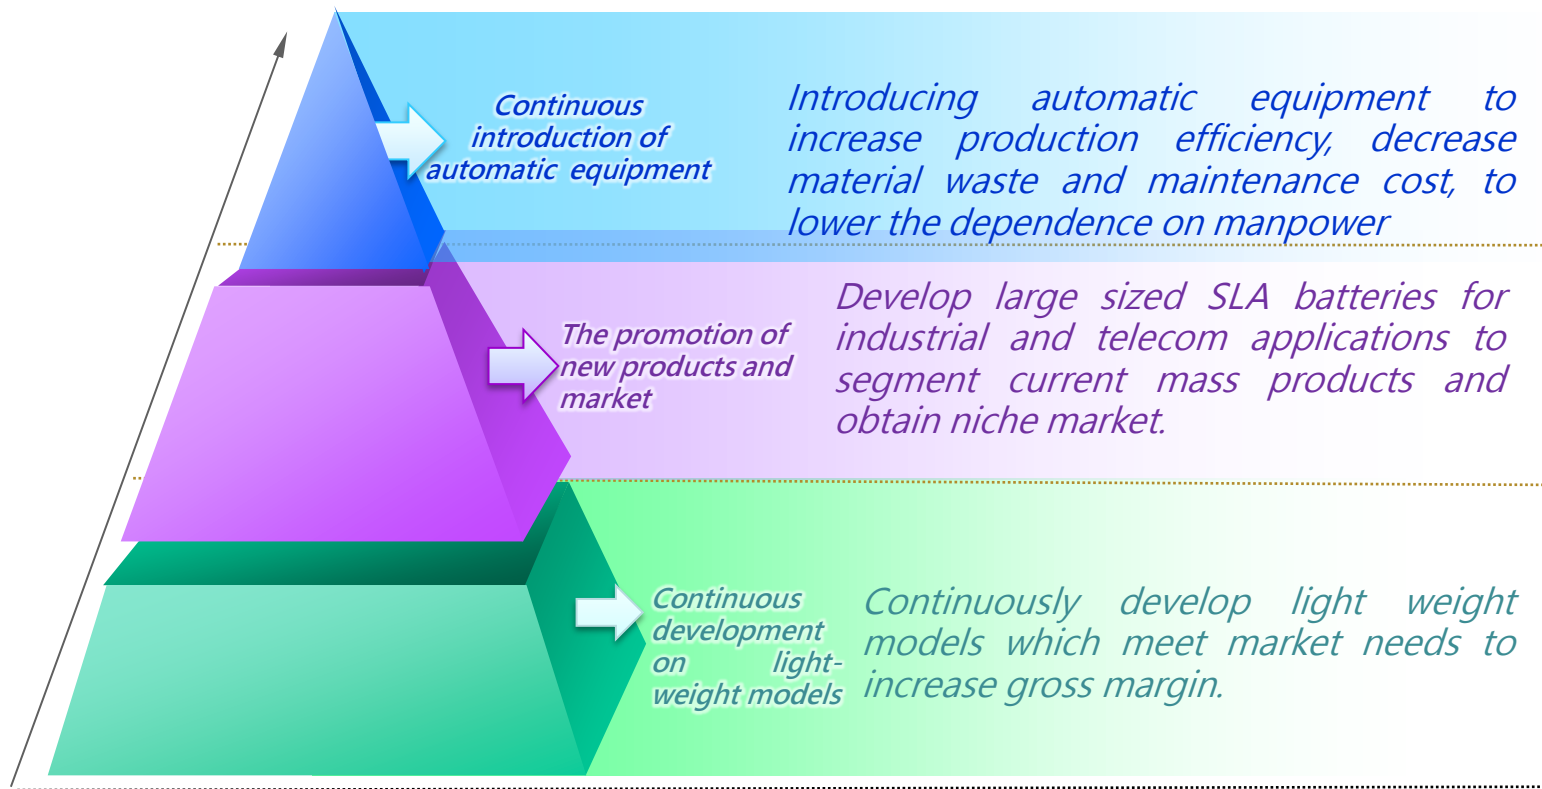 Continuous
introduction of
automatic equipment
Introducing automatic equipment to
increase production efficiency, decrease
material waste and maintenance cost, to
lower the dependence on manpower
The promotion of
new products and
market
Develop large sized SLA batteries for
industrial and telecom applications to
segment current mass products and
obtain niche market.
Continuous
development
on light-
weight models
Continuously develop light weight
models which meet market needs to
increase gross margin.